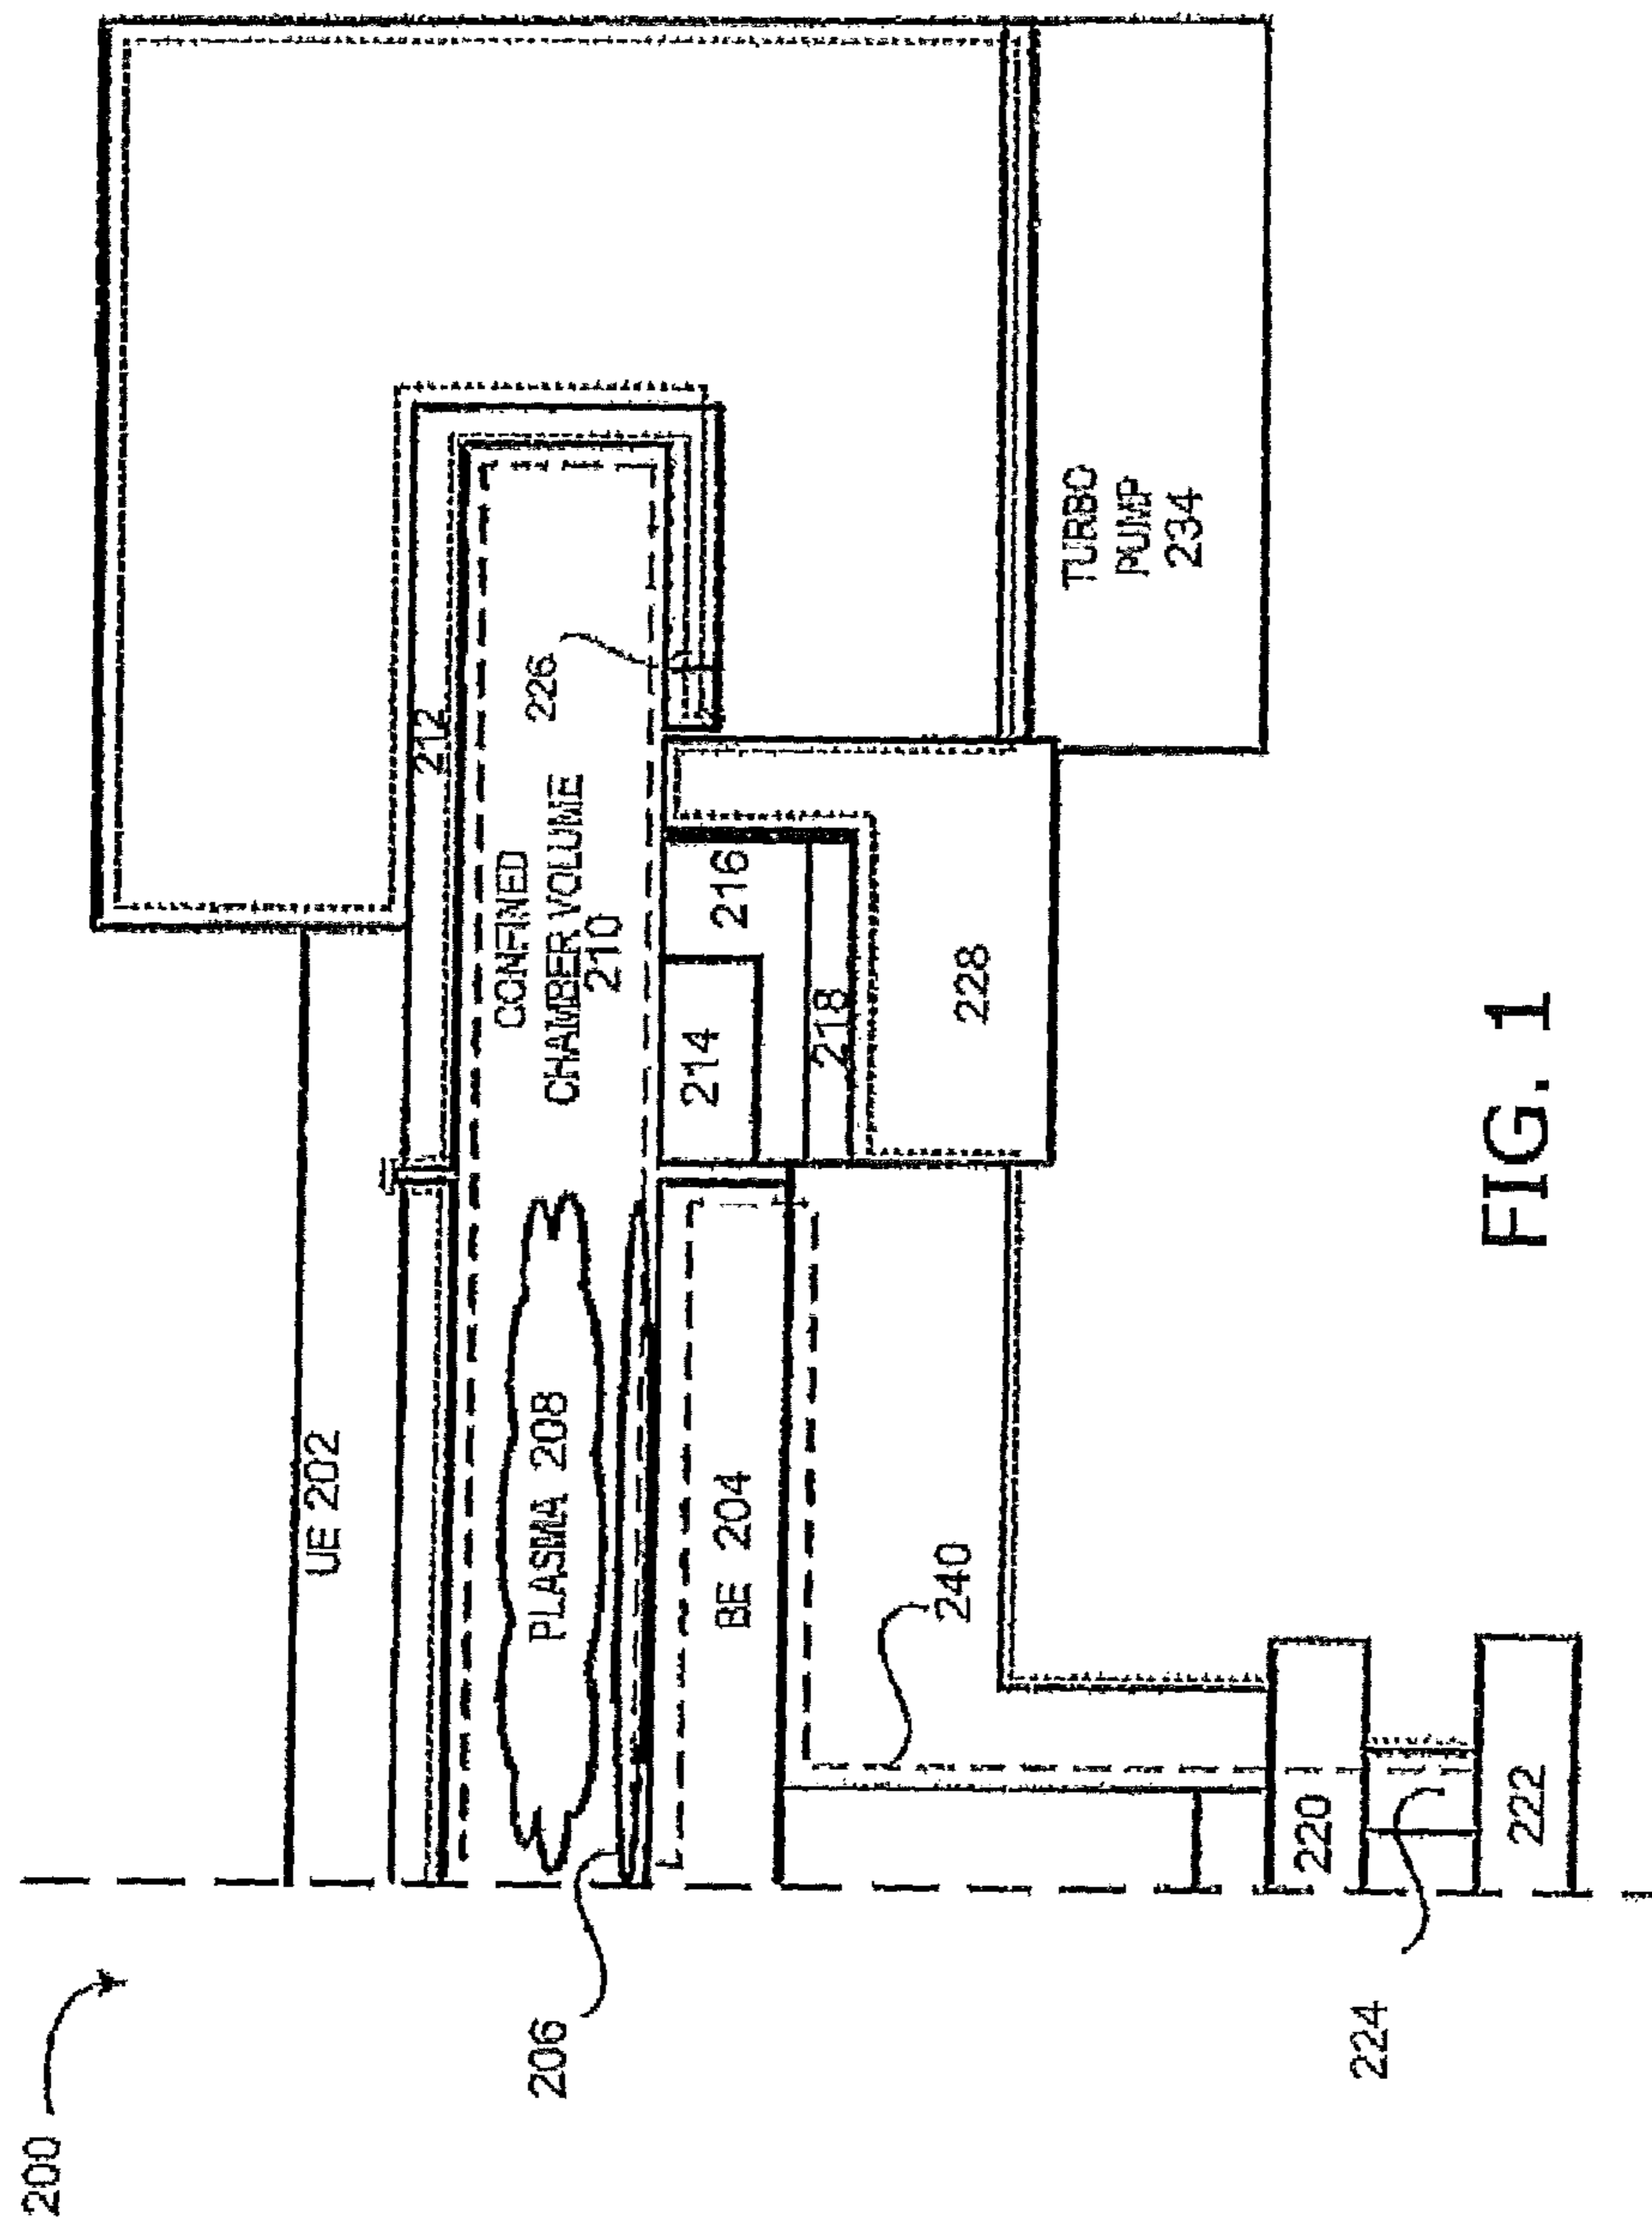 200
UE 202
212
CONFINED
CHAMBER VOLUME
210
226
PLASMA 208
206
BE 204
214
216
218
228
240
TURBO
PUMP
234
220
222
224
FIG. 1